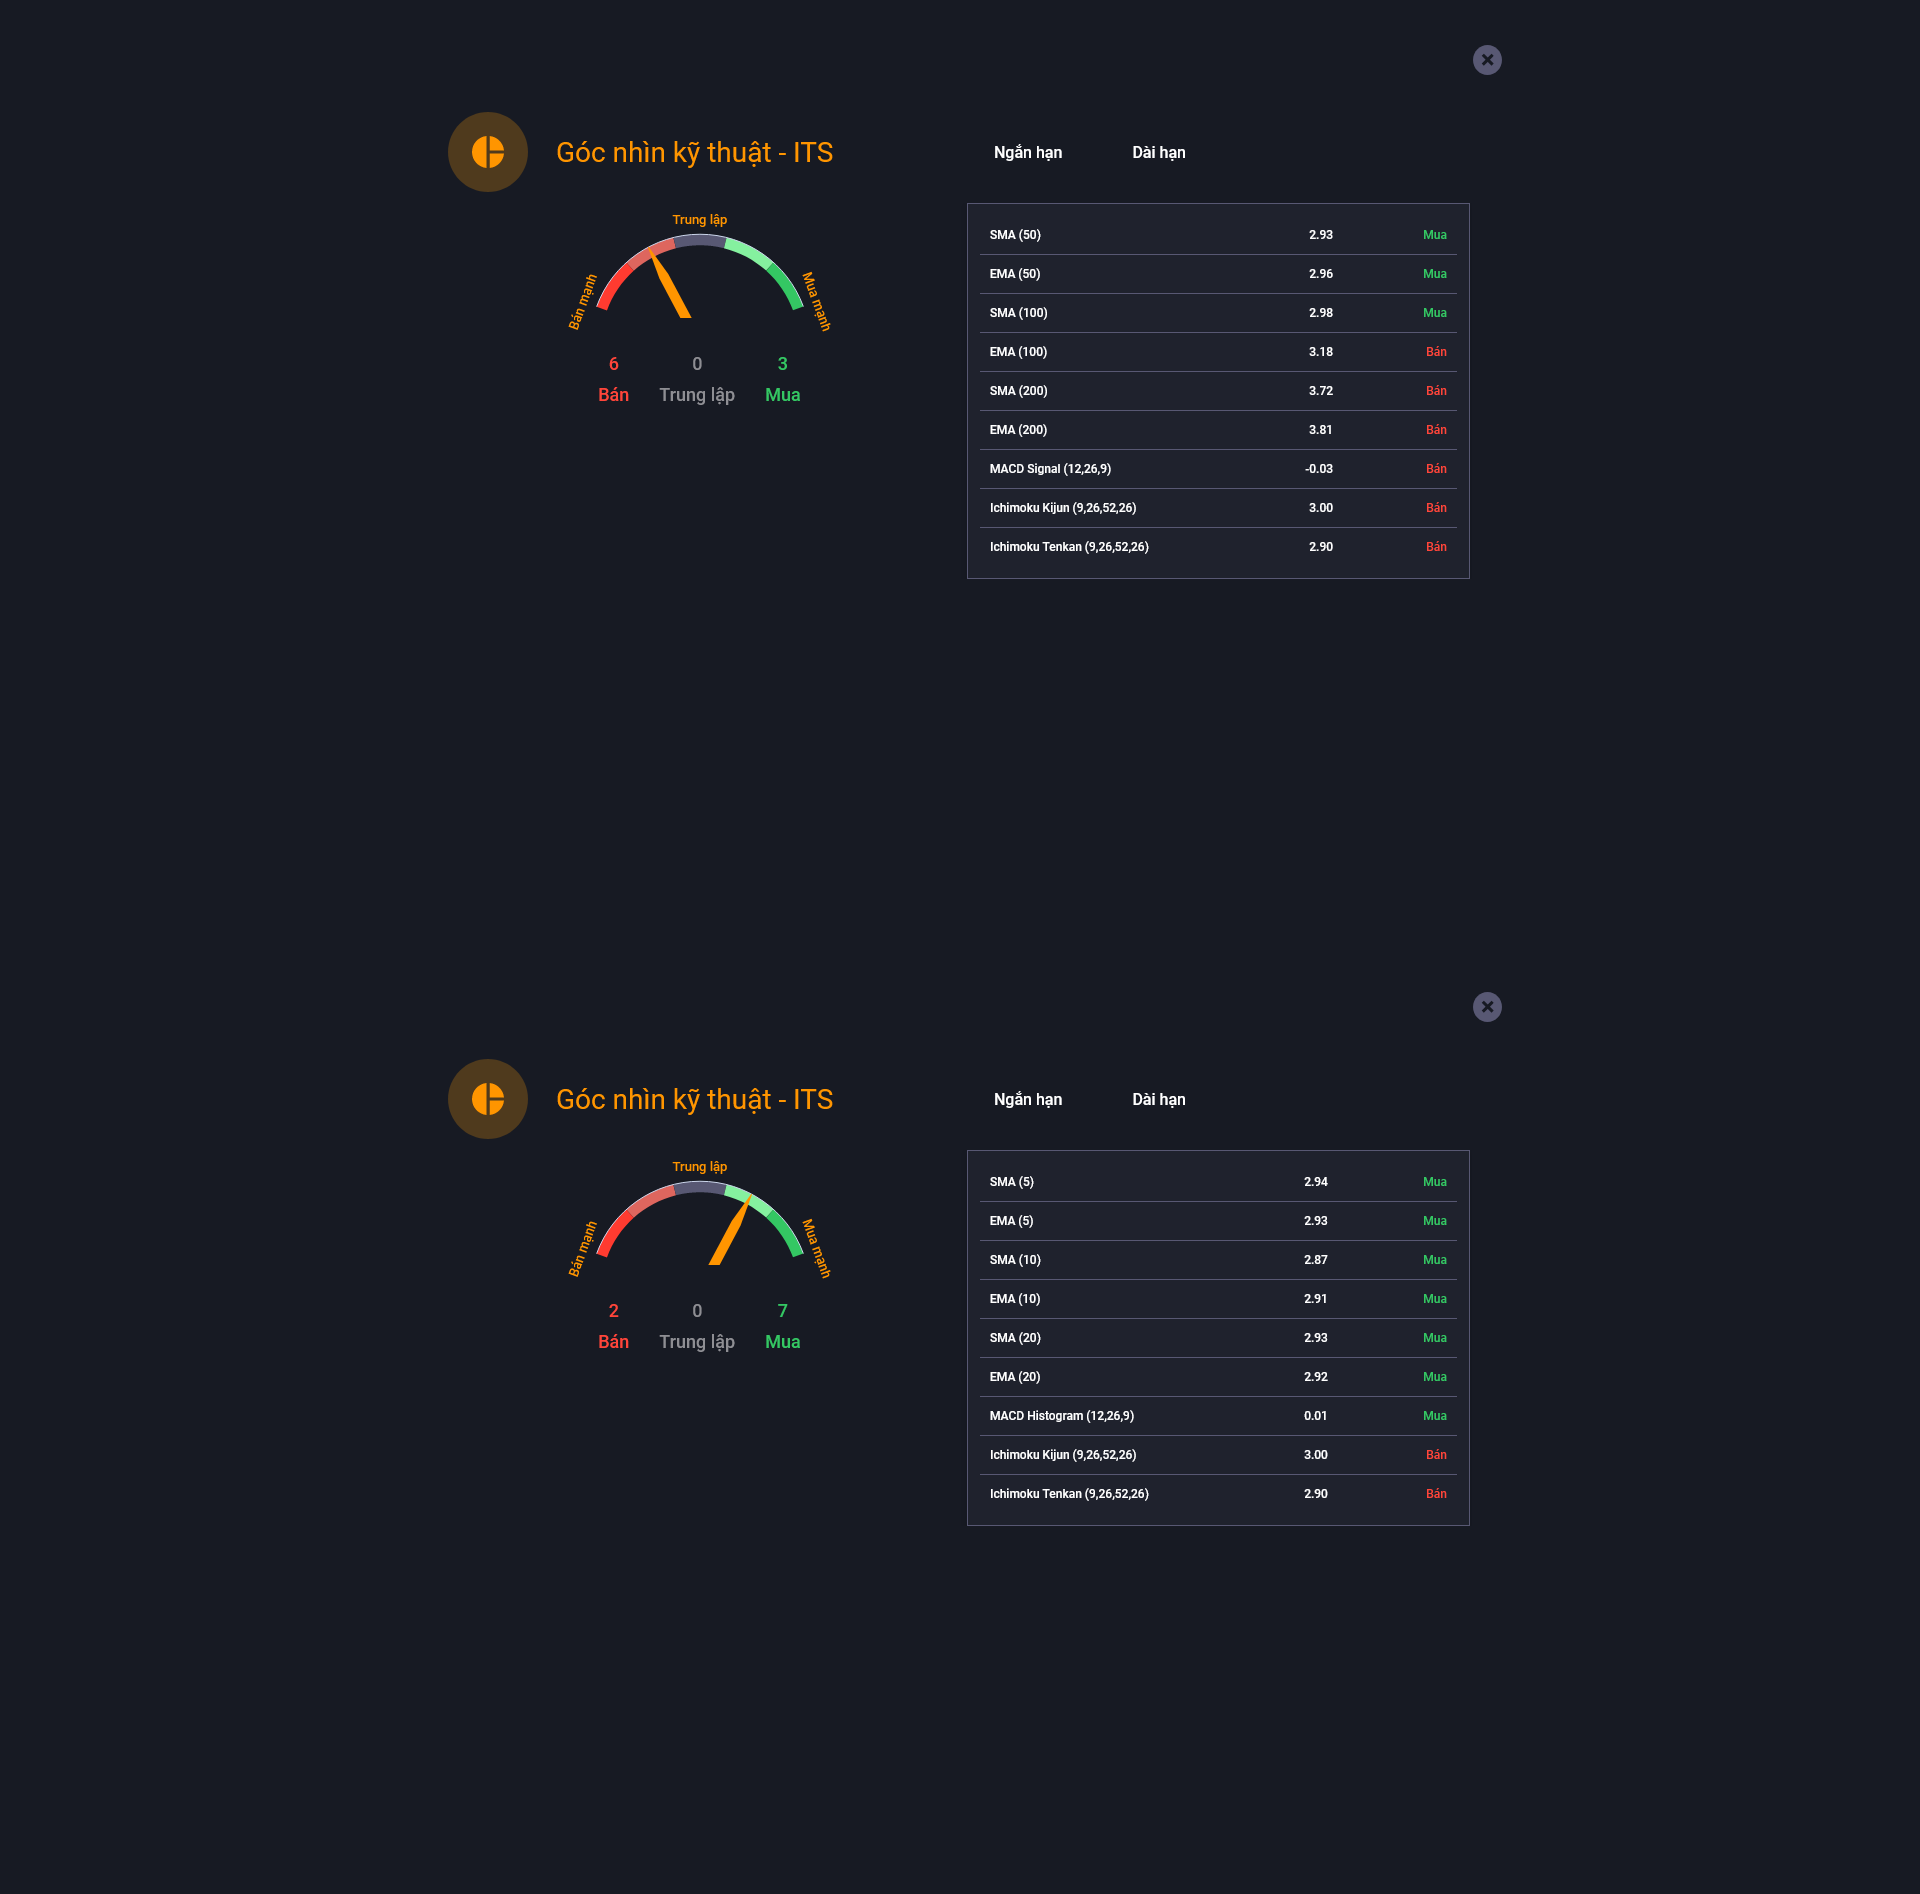 Góc nhìn kỹ thuật - ITS
Ngắn hạn Dài hạn
Trung lập
Bán mạnh
Mua mạnh
6 0 3
Bán Trung lập Mua
SMA (50) 2.93 Mua
EMA (50) 2.96 Mua
SMA (100) 2.98 Mua
EMA (100) 3.18 Bán
SMA (200) 3.72 Bán
EMA (200) 3.81 Bán
MACD Signal (12,26,9) -0.03 Bán
Ichimoku Kijun (9,26,52,26) 3.00 Bán
Ichimoku Tenkan (9,26,52,26) 2.90 Bán
Góc nhìn kỹ thuật - ITS
Ngắn hạn Dài hạn
Trung lập
Bán mạnh
Mua mạnh
2 0 7
Bán Trung lập Mua
SMA (5) 2.94 Mua
EMA (5) 2.93 Mua
SMA (10) 2.87 Mua
EMA (10) 2.91 Mua
SMA (20) 2.93 Mua
EMA (20) 2.92 Mua
MACD Histogram (12,26,9) 0.01 Mua
Ichimoku Kijun (9,26,52,26) 3.00 Bán
Ichimoku Tenkan (9,26,52,26) 2.90 Bán